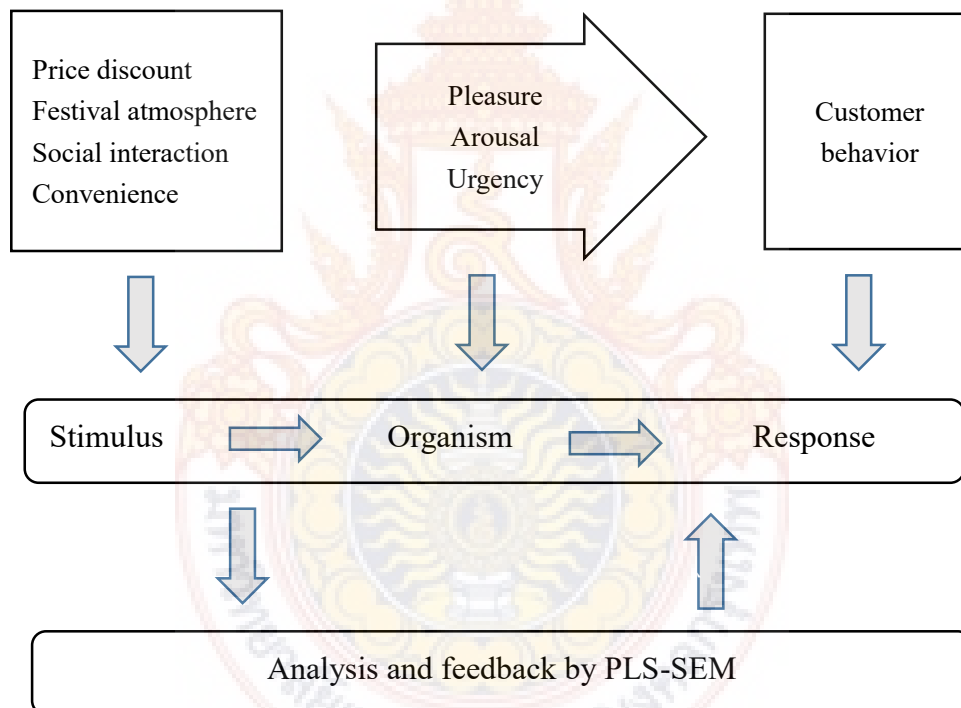 Price discount
Festival atmosphere
Social interaction
Convenience
Pleasure
Arousal
Urgency
Customer
behavior
Stimulus
Organism
Response
Analysis and feedback by PLS-SEM